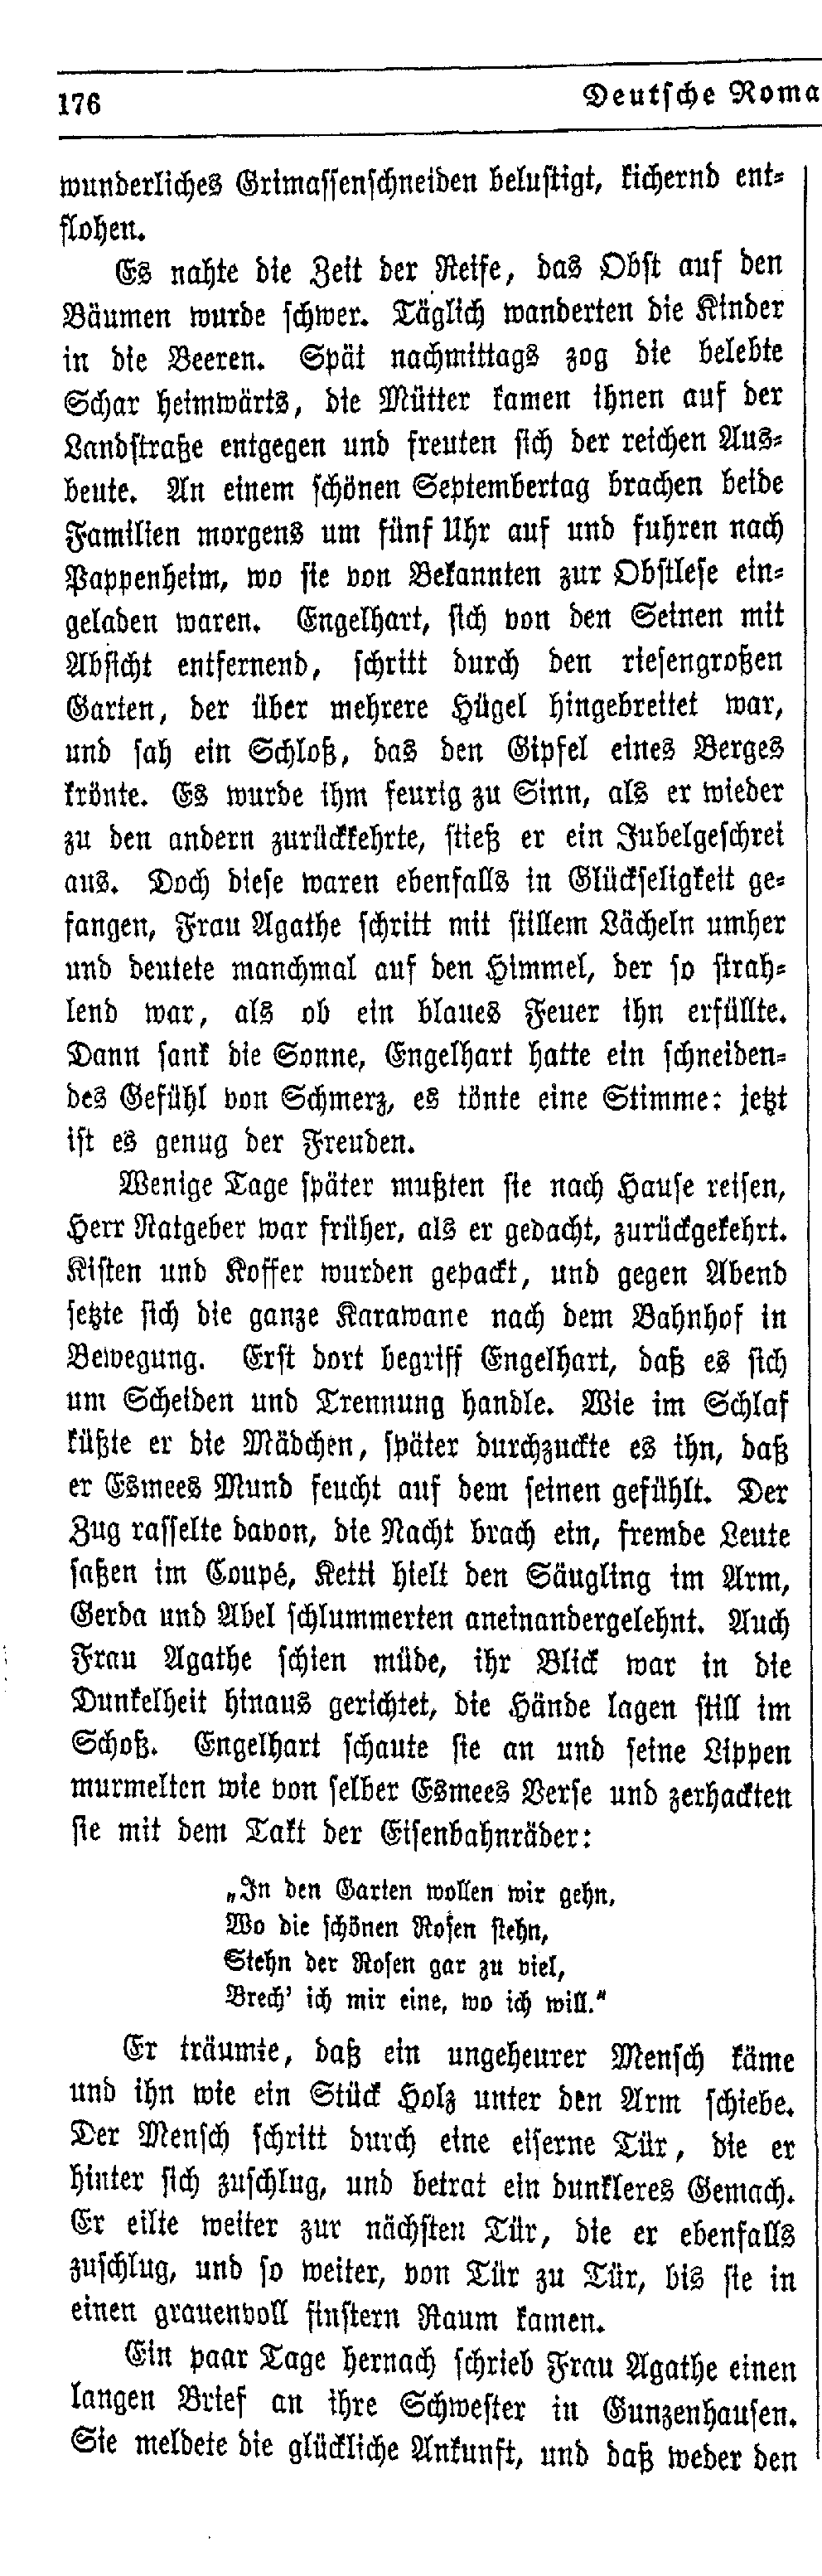 176
Deutsche Roma
wunderliches Grimassenschneiden belustigt, kichernd ent-
flohen.
Es nahte die Zeit der Reife, das Obst auf den
Bäumen wurde schwer. Täglich wanderten die Kinder
in die Beeren. Spät nachmittags zog die belebte
Schar heimwärts, die Mütter kamen ihnen auf der
Landstraße entgegen und freuten sich der reichen Aus-
beute. An einem schönen Septembertag brachen beide
Familien morgens um fünf Uhr auf und fuhren nach
Pappenheim, wo sie von Bekannten zur Obstlese ein-
geladen waren. Engelhart, sich von den Seinen mit
Absicht entfernend, schritt durch den riesengroßen
Garten, der über mehrere Hügel hingebreitet war,
und sah ein Schloß, das den Gipfel eines Berges
krönte. Es wurde ihm feurig zu Sinn, als er wieder
zu den andern zurückkehrte, stieß er ein Jubelgeschrei
aus. Doch diese waren ebenfalls in Glückseligkeit ge-
fangen, Frau Agathe schritt mit stillem Lächeln umher
und deutete manchmal auf den Himmel, der so strah-
lend war, als ob ein blaues Feuer ihn erfüllte.
Dann sank die Sonne, Engelhart hatte ein schneiden-
des Gefühl von Schmerz, es tönte eine Stimme: jetzt
ist es genug der Freuden.
Wenige Tage später mußten sie nach Hause reisen,
Herr Ratgeber war früher, als er gedacht, zurückgekehrt.
Kisten und Koffer wurden gepackt, und gegen Abend
setzte sich die ganze Karawane nach dem Bahnhof in
Bewegung. Erst dort begriff Engelhart, daß es sich
um Scheiden und Trennung handle. Wie im Schlaf
küßte er die Mädchen, später durchzuckte es ihn, daß
er Esmees Mund feucht auf dem seinen gefühlt. Der
Zug rasselte davon, die Nacht brach ein, fremde Leute
saßen im Coupé, Ketti hielt den Säugling im Arm,
Gerda und Abel schlummerten aneinandergelehnt. Auch
Frau Agathe schien müde, ihr Blick war in die
Dunkelheit hinaus gerichtet, die Hände lagen still im
Schoß. Engelhart schaute sie an und seine Lippen
murmelten wie von selber Esmees Verse und zerhackten
sie mit dem Takt der Eisenbahnräder:
„In den Garten wollen wir gehn,
Wo die schönen Rosen stehn,
Stehn der Rosen gar zu viel,
Brech' ich mir eine, wo ich will.“
Er träumte, daß ein ungeheurer Mensch käme
und ihn wie ein Stück Holz unter den Arm schiebe.
Der Mensch schritt durch eine eiserne Tür, die er
hinter sich zuschlug, und betrat ein dunkleres Gemach.
Er eilte weiter zur nächsten Tür, die er ebenfalls
zuschlug, und so weiter, von Tür zu Tür, bis sie in
einen grauenvoll finstern Raum kamen.
Ein paar Tage hernach schrieb Frau Agathe einen
langen Brief an ihre Schwester in Gunzenhausen.
Sie meldete die glückliche Ankunft, und daß weder den